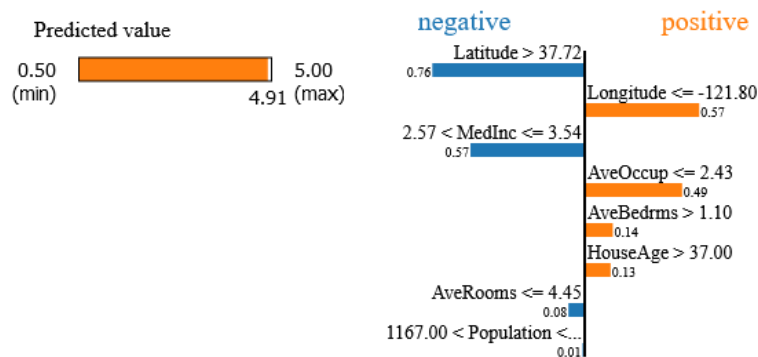 Predicted value
0.50
(min)
5.00
(max)
4.91
negative
positive
Latitude > 37.72
0.76
Longitude <= -121.80
0.57
2.57 < MedInc <= 3.54
0.57
AveOccup <= 2.43
0.49
AveBedrms > 1.10
0.14
HouseAge > 37.00
0.13
AveRooms <= 4.45
0.08
1167.00 < Population <...
0.01